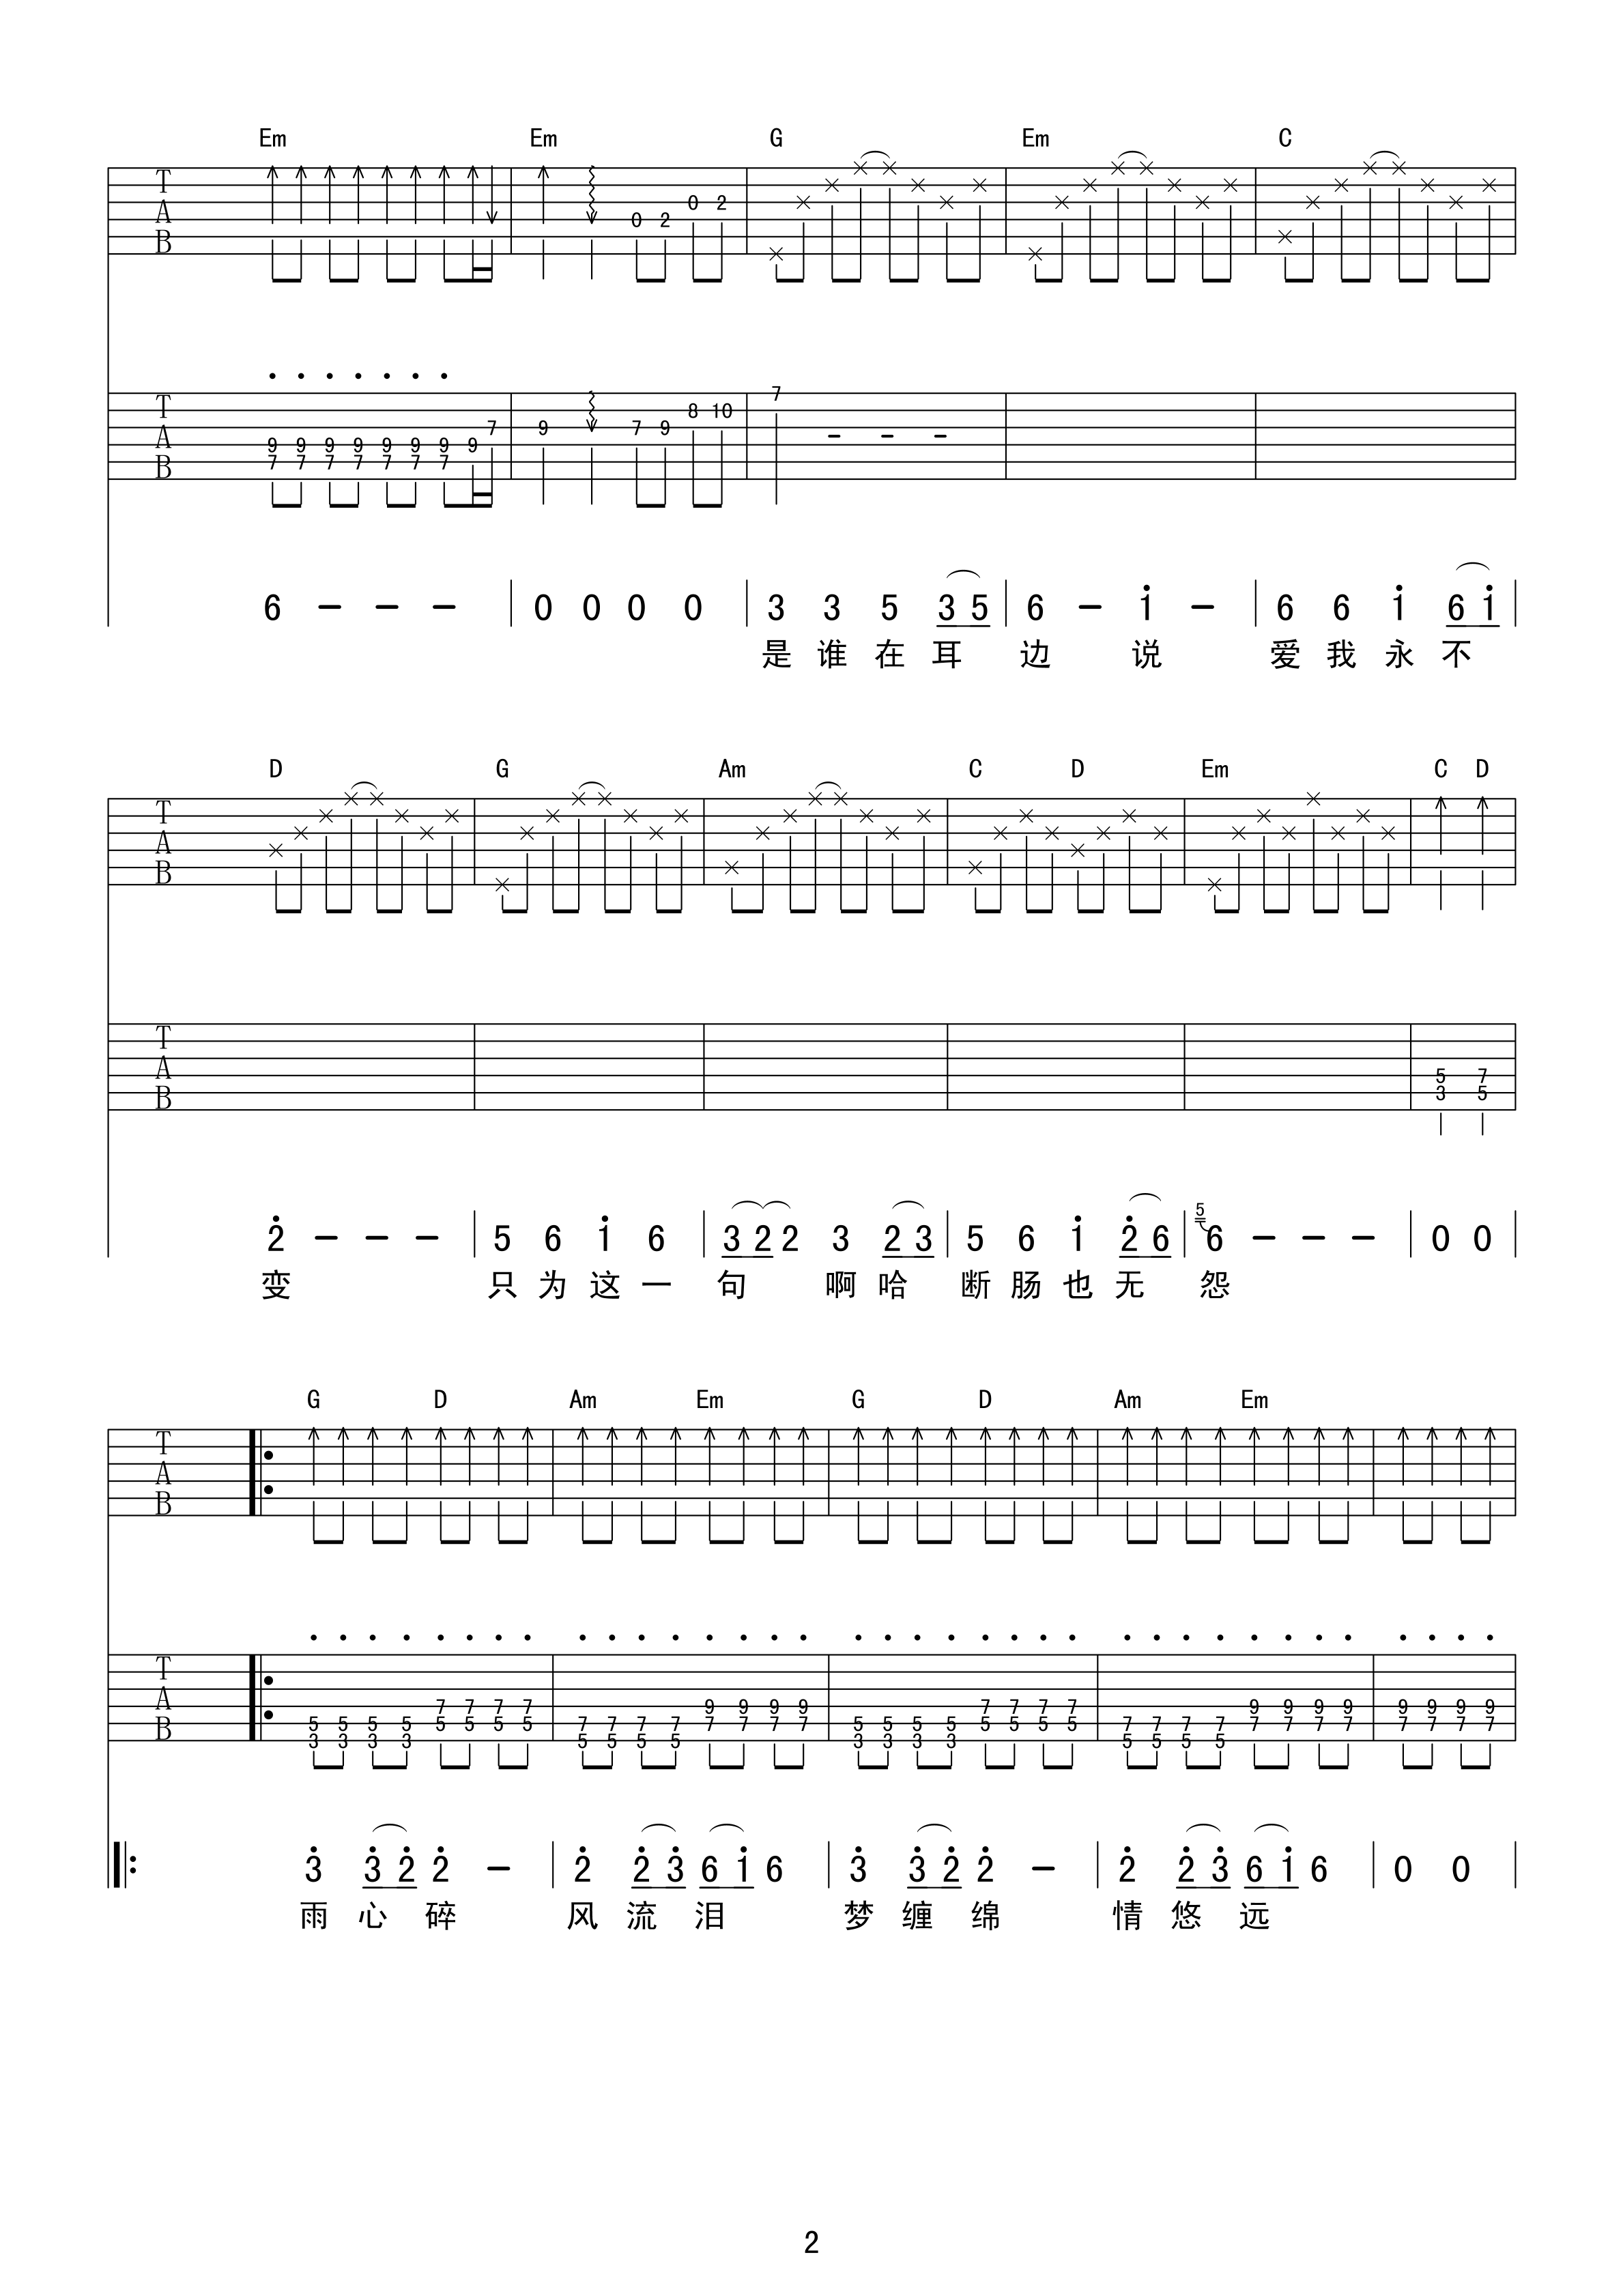 Em Em G Em C
T A B 0 2 0 2
T A B 9 7 9 7 9 7 9 7 9 7 9 7 9 7 9 7 9 7 9 8 10 7 - - -
6 - - - 0 0 0 0 3 3 5 3 5 6 - 1 - 6 6 1 6 1
是 谁 在 耳 边 说 爱 我 永 不
D G Am C D Em C D
T A B
T A B 5 3 7 5
2 - - - 5 6 1 6 3 2 2 3 2 3 5 6 1 2 6 5 6 - - - 0 0
变 只 为 这 一 句 啊 哈 断 肠 也 无 怨
G D Am Em G D Am Em
T A B
T A B 5 3 5 3 5 3 5 3 7 5 7 5 7 5 7 5 7 5 7 5 7 5 7 5 9 7 9 7 9 7 9 7 5 3 5 3 5 3 5 3 7 5 7 5 7 5 7 5 7 5 7 5 7 5 7 5 9 7 9 7 9 7 9 7 9 7 9 7 9 7 9 7
3 3 2 2 - 2 2 3 6 1 6 3 3 2 2 - 2 2 3 6 1 6 0 0
雨 心 碎 风 流 泪 梦 缠 绵 情 悠 远
2